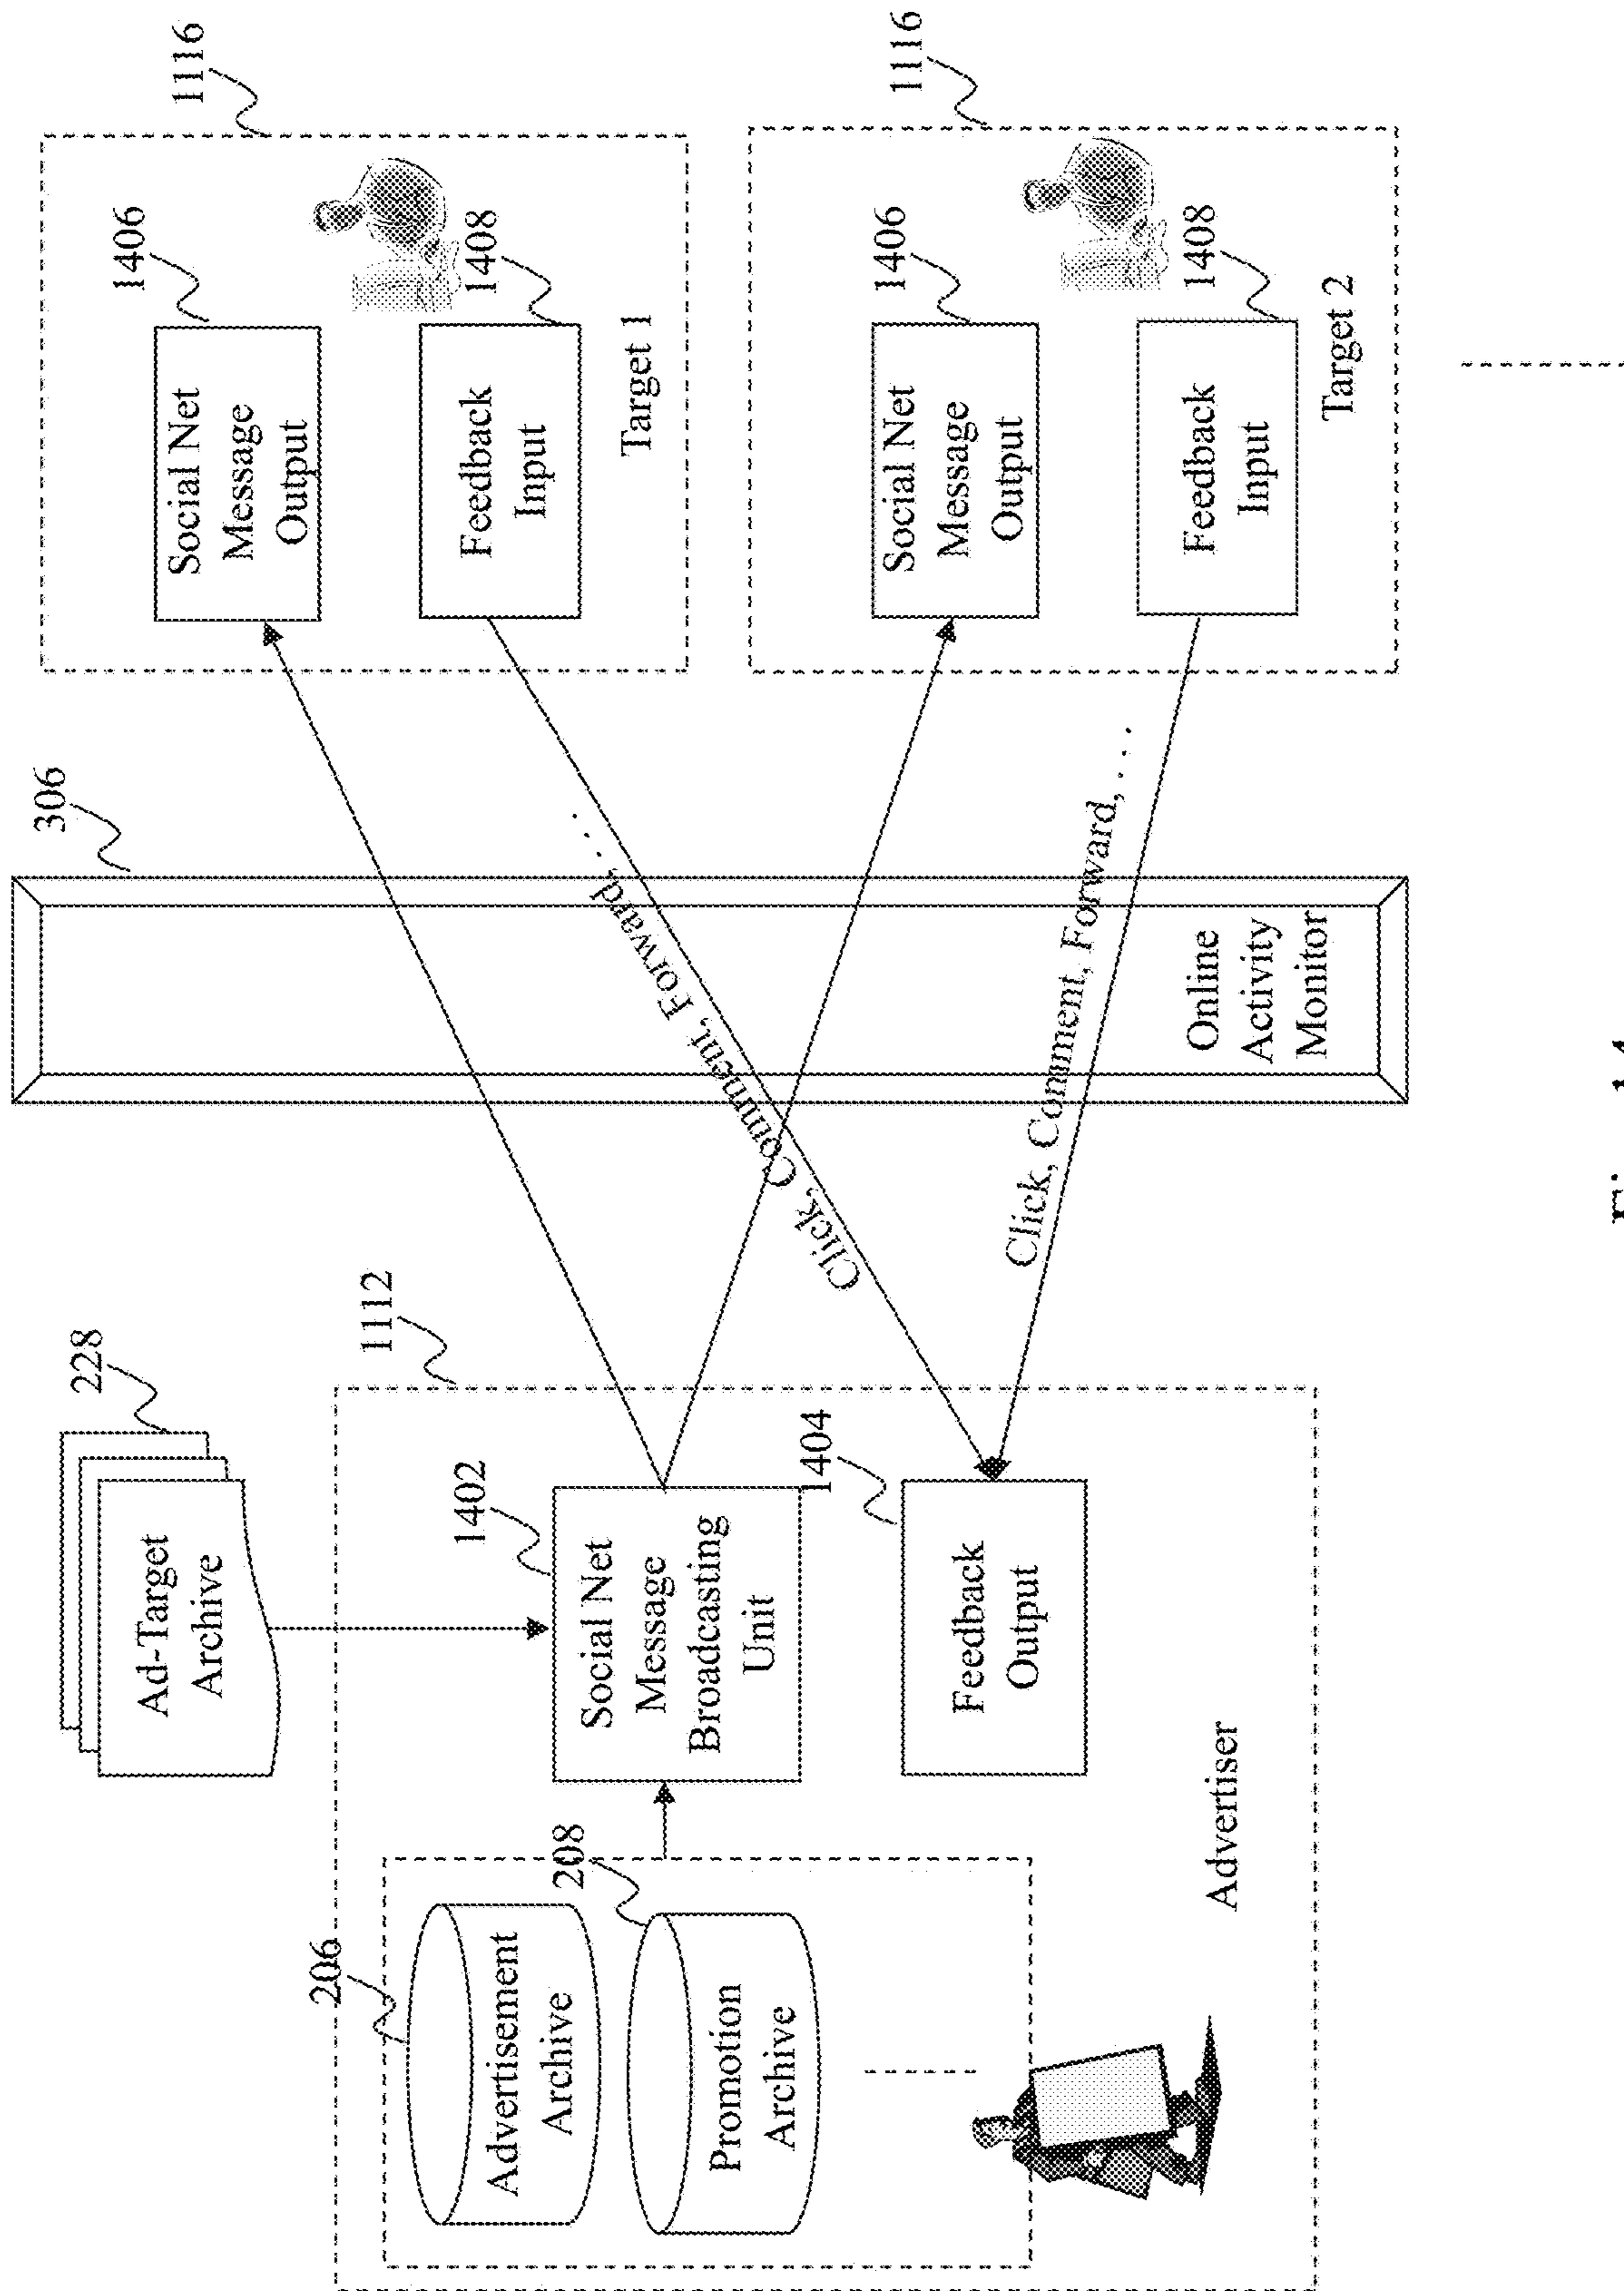 228
Ad-Target
Archive
1112
206
Advertisement
Archive
208
Promotion
Archive
1402
Social Net
Message
Broadcasting
Unit
1404
Feedback
Output
Advertiser
306
Online
Activity
Monitor
Click, Comment, Forward, ...
Click, Comment, Forward, ...
1116
1406
Social Net
Message
Output
1408
Feedback
Input
Target 1
1116
1406
Social Net
Message
Output
1408
Feedback
Input
Target 2